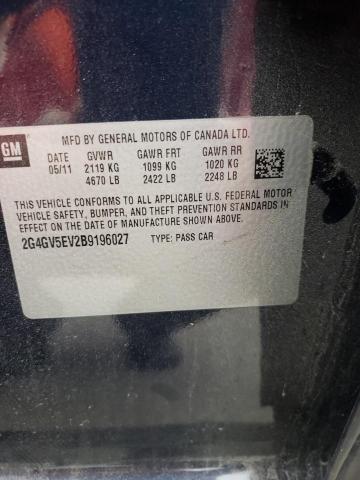 GM
MFD BY GENERAL MOTORS OF CANADA LTD.
05/11 GVWR GAWR FRT GAWR RR
2119 KG 1099 KG 1020 KG
4670 LB 2422 LB 2248 LB
THIS VEHICLE CONFORMS TO ALL APPLICABLE U.S. FEDERAL MOTOR
VEHICLE SAFETY, BUMPER, AND THEFT PREVENTION STANDARDS IN
EFFECT ON THE DATE OF MANUFACTURE SHOWN ABOVE.
2G4GV5EV2B9196027 TYPE: PASS CAR